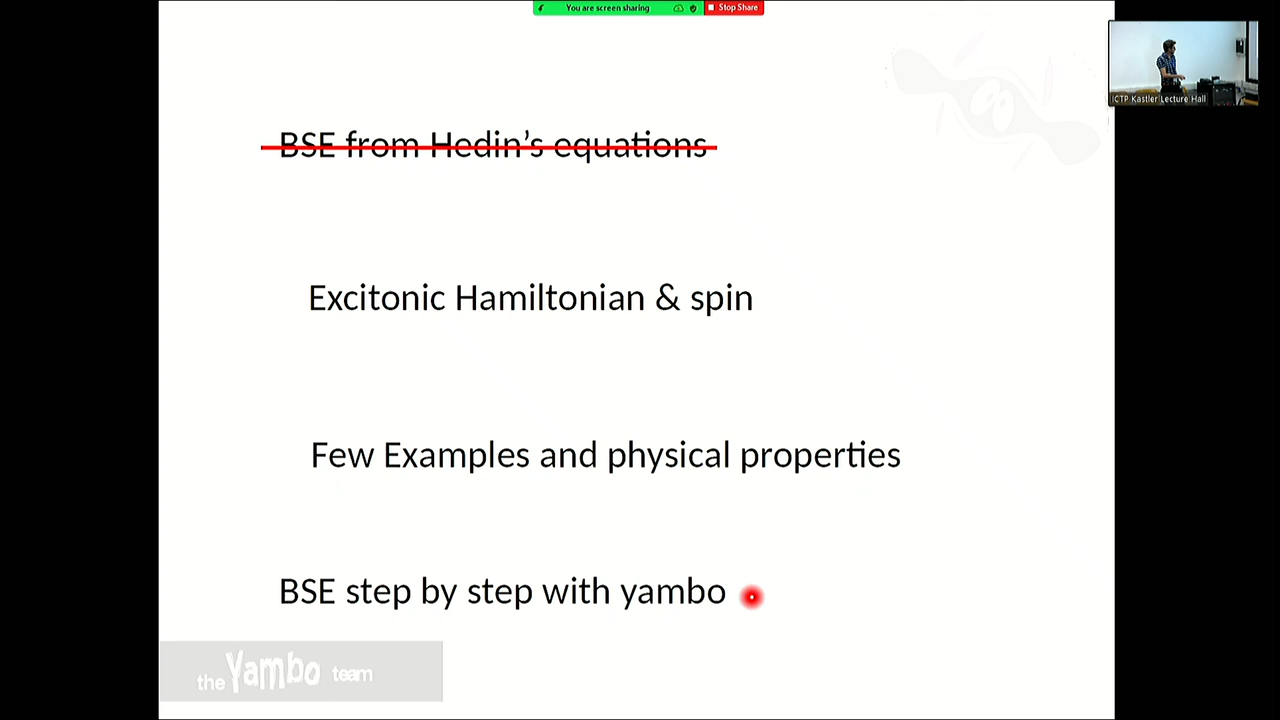 You are screen sharing
Stop Share
ICTP Kastler Lecture Hall
BSE from Hedin's equations
Excitonic Hamiltonian & spin
Few Examples and physical properties
BSE step by step with yambo
the Yambo team